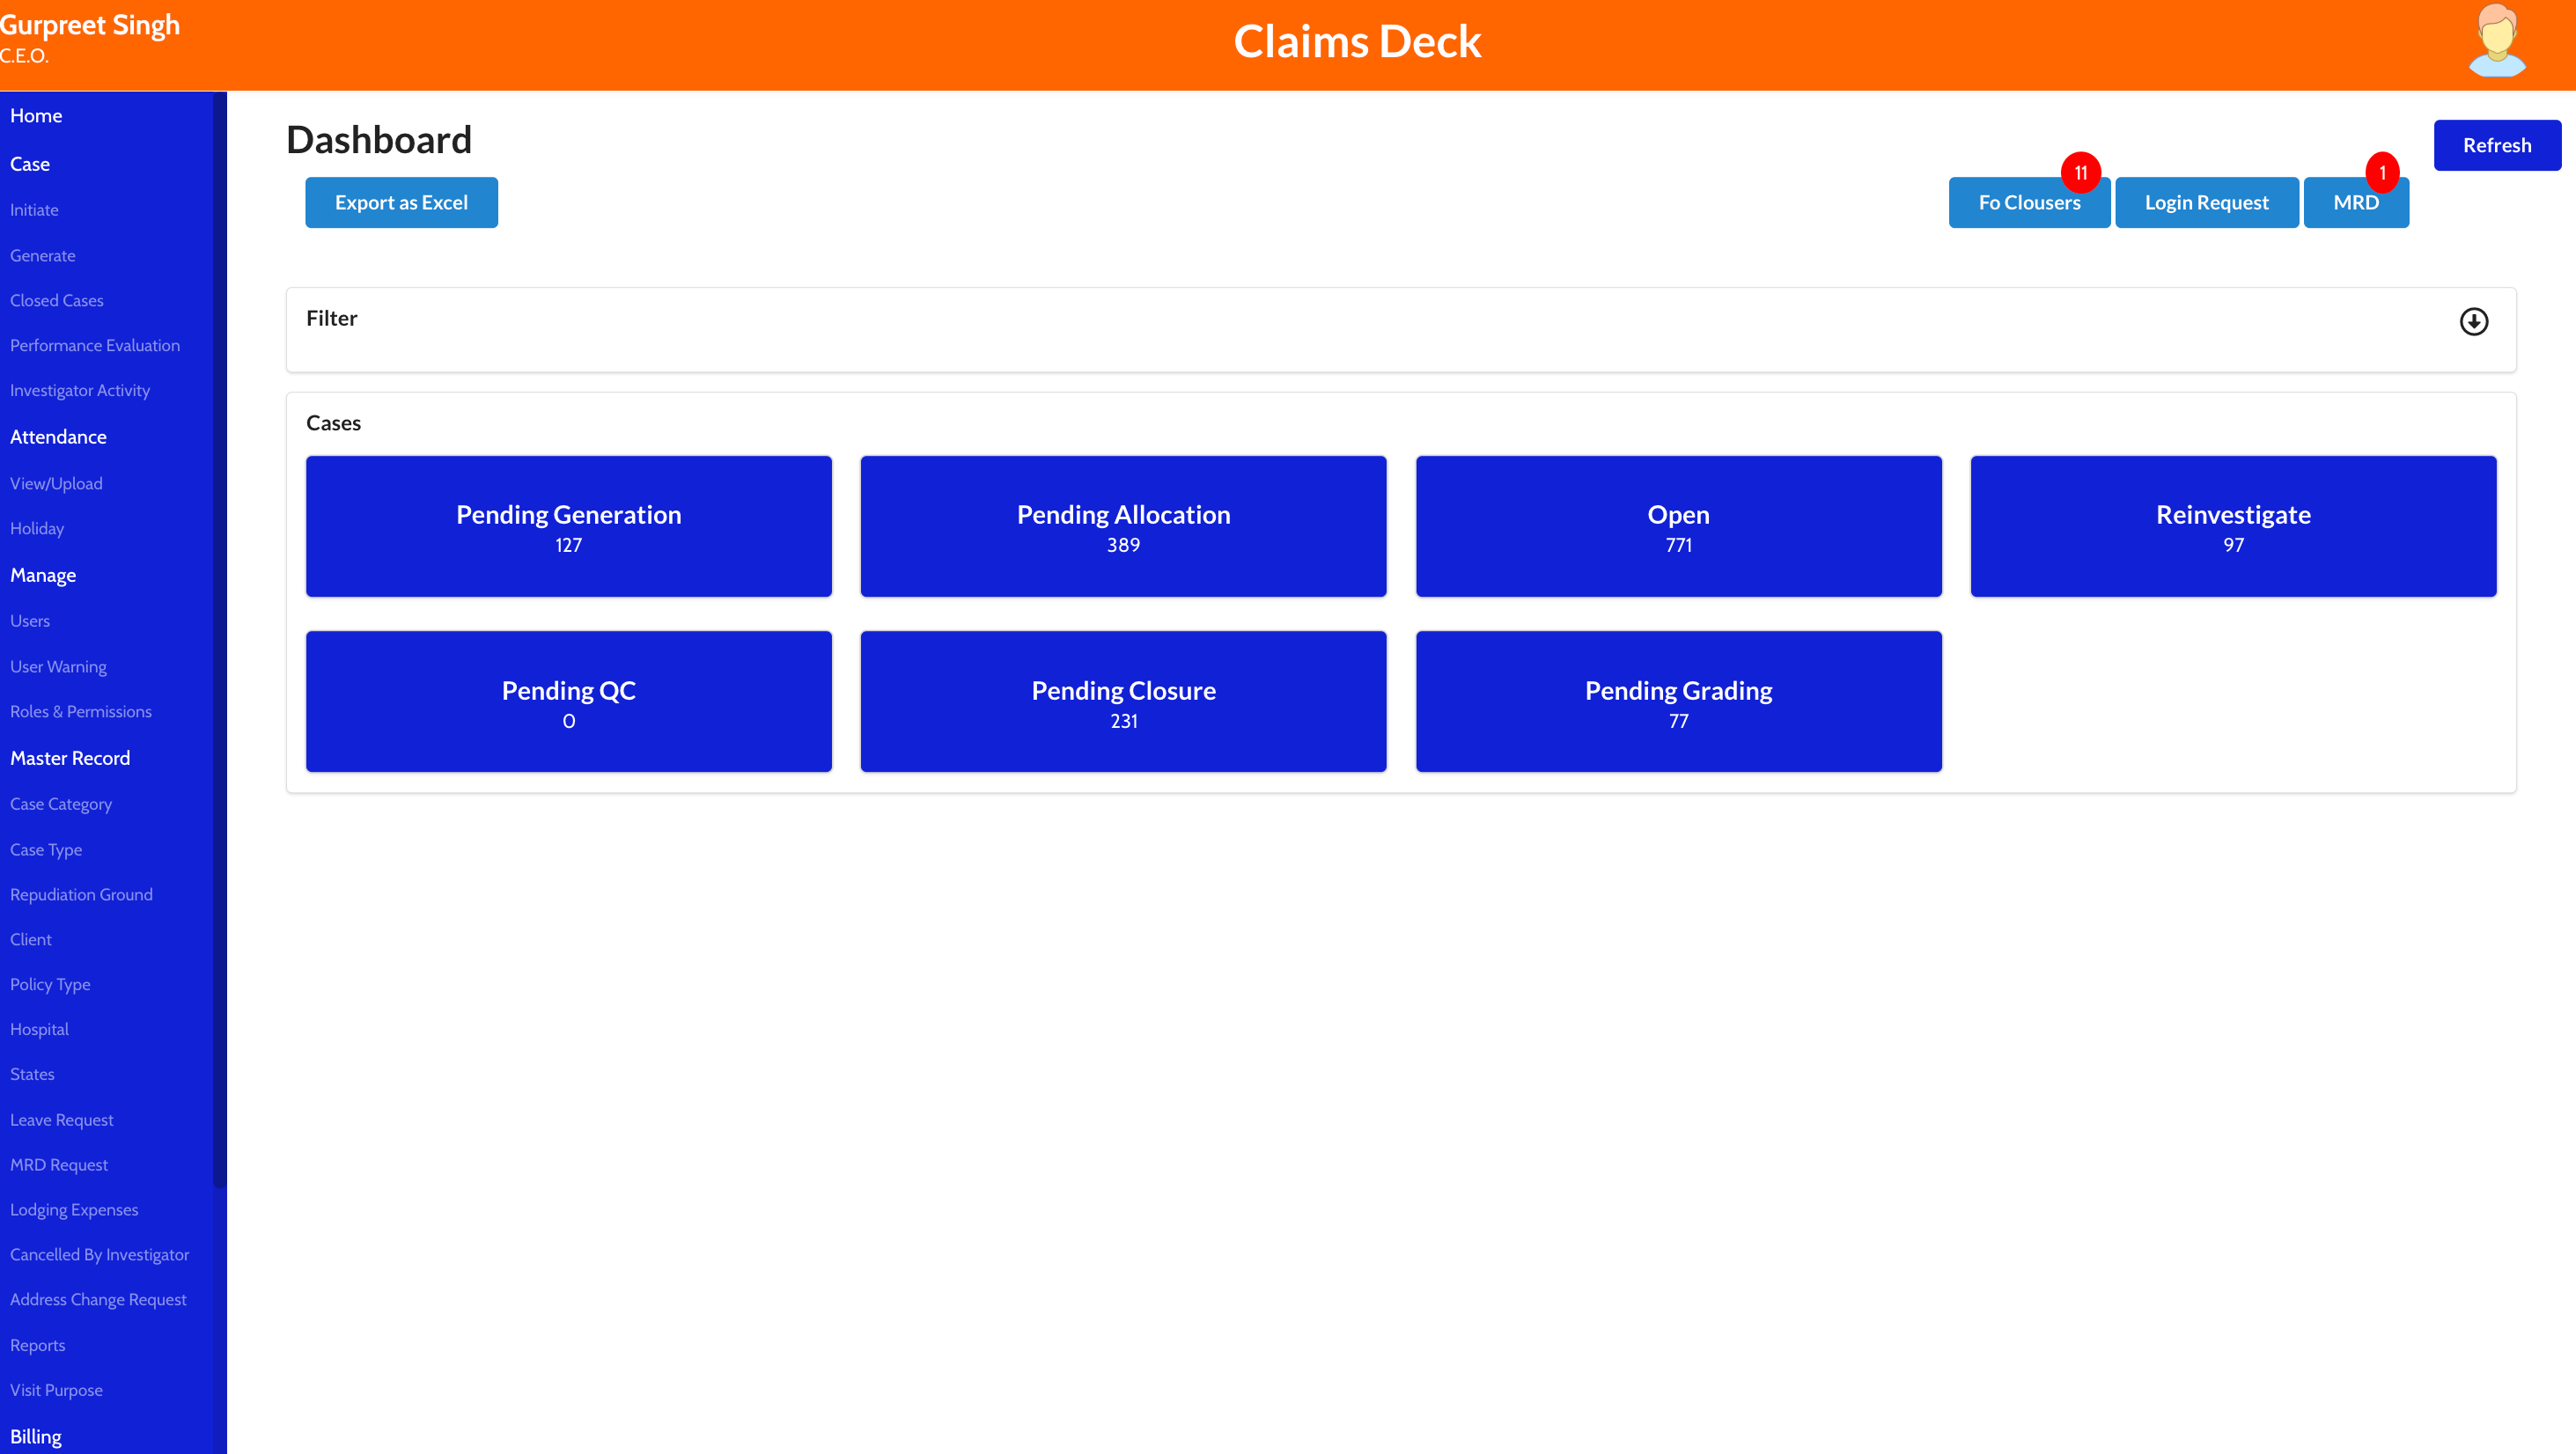 Gurpreet Singh
C.E.O.
Claims Deck
Home
Case
Initiate
Generate
Closed Cases
Performance Evaluation
Investigator Activity
Attendance
View/Upload
Holiday
Manage
Users
User Warning
Roles & Permissions
Master Record
Case Category
Case Type
Repudiation Ground
Client
Policy Type
Hospital
States
Leave Request
MRD Request
Lodging Expenses
Cancelled By Investigator
Address Change Request
Reports
Visit Purpose
Billing
Dashboard
Refresh
Export as Excel
11
Fo Clousers
Login Request
1
MRD
Filter
Cases
Pending Generation
127
Pending Allocation
389
Open
771
Reinvestigate
97
Pending QC
0
Pending Closure
231
Pending Grading
77